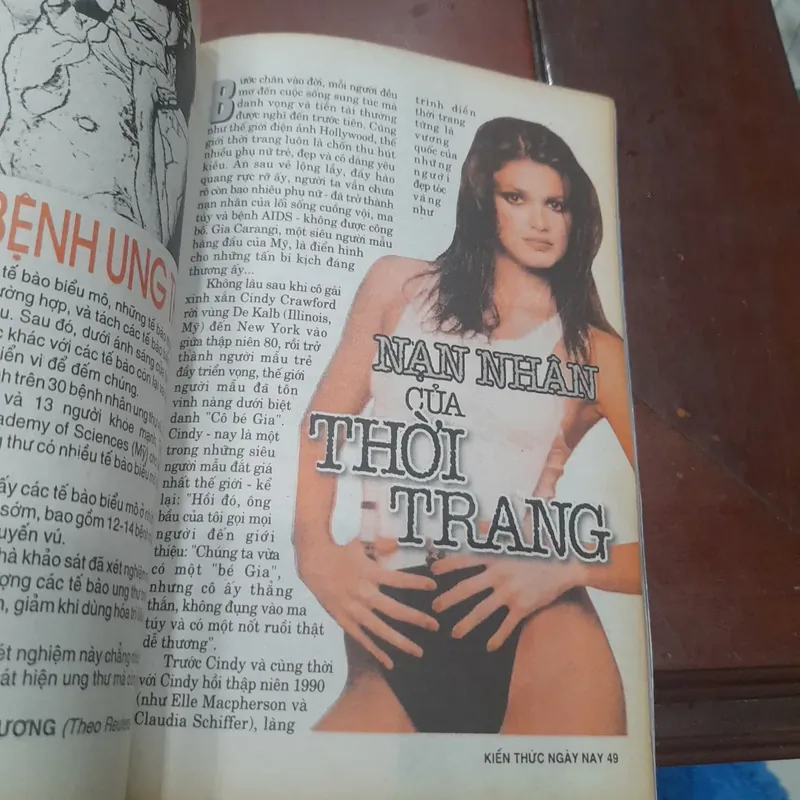 BỆNH UNG T
tế bào biểu mô, những tế bào
ường hợp, và tách các tế bào
u. Sau đó, dưới ánh sáng của
c khác với các tế bào còn lại
iển vi để đếm chúng.
nh trên 30 bệnh nhân ung thư
và 13 người khỏe mạnh
ademy of Sciences (Mỹ)
thư có nhiều tế bào biểu mô
ấy các tế bào biểu mô ở
sớm, bao gồm 12-14 bệnh
uyến vú.
hà khảo sát đã xét nghiệm
ợng các tế bào ung thư
n, giảm khi dùng hóa trị
ét nghiệm này chẳng
át hiện ung thư mà còn
ƯƠNG (Theo Reuters
Bước chân vào đời, mỗi người đều
mơ đến cuộc sống sung túc mà
danh vọng và tiền tài thường
được nghĩ đến trước tiên. Cũng
như thế giới điện ảnh Hollywood, thế
giới thời trang luôn là chốn thu hút
nhiều phụ nữ trẻ, đẹp và có dáng yêu
kiều. Ẩn sau vẻ lộng lẫy, đầy hào
quang rực rỡ ấy, người ta vẫn chưa
rõ còn bao nhiêu phụ nữ - đã trở thành
nạn nhân của lối sống cuồng vội, ma
túy và bệnh AIDS - không được công
bố. Gia Carangi, một siêu người mẫu
hàng đầu của Mỹ, là điển hình
cho những tấn bi kịch đáng
thương ấy...
Không lâu sau khi cô gái
xinh xắn Cindy Crawford
rời vùng De Kalb (Illinois,
Mỹ) đến New York vào
giữa thập niên 80, rồi trở
thành người mẫu trẻ
đầy triển vọng, thế giới
người mẫu đã tôn
vinh nàng dưới biệt
danh "Cô bé Gia".
Cindy - nay là một
trong những siêu
người mẫu đắt giá
nhất thế giới - kể
lại: "Hồi đó, ông
bầu của tôi gọi mọi
người đến giới
thiệu: "Chúng ta vừa
có một "bé Gia",
nhưng cô ấy thẳng
thắn, không đụng vào ma
túy và có một nốt ruồi thật
dễ thương".
Trước Cindy và cùng thời
với Cindy hồi thập niên 1990
(như Elle Macpherson và
Claudia Schiffer), làng
trình diễn
thời trang
từng là
vương
quốc của
những
người
đẹp tóc
vàng
như
NẠN NHÂN
CỦA
THỜI
TRANG
KIẾN THỨC NGÀY NAY 49